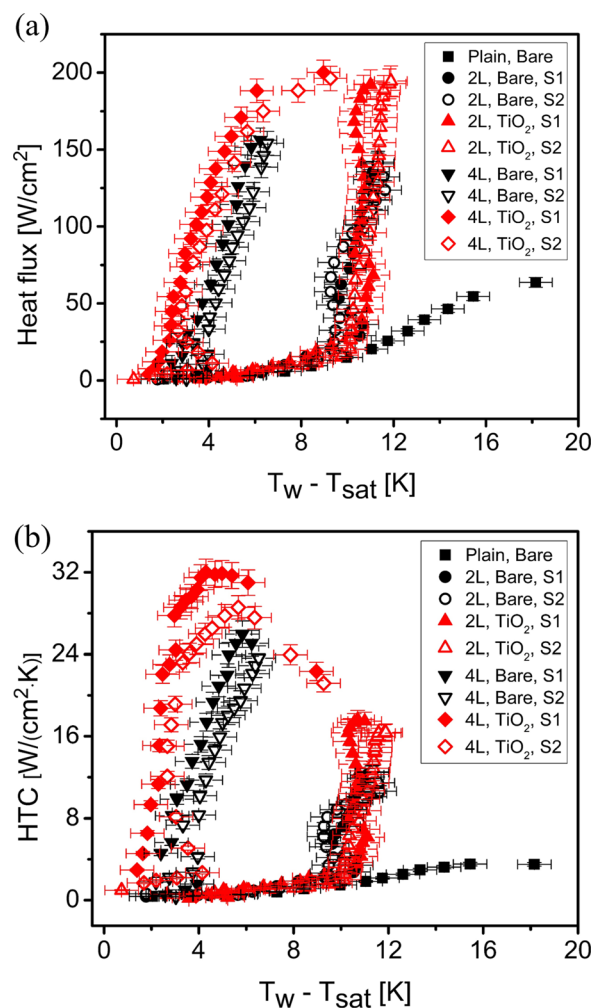 (a)
Heat flux [W/cm²]
200
150
100
50
0
Plain, Bare
2L, Bare, S1
2L, Bare, S2
2L, TiO₂, S1
2L, TiO₂, S2
4L, Bare, S1
4L, Bare, S2
4L, TiO₂, S1
4L, TiO₂, S2
0 4 8 12 16 20
T_W - T_sat [K]
(b)
HTC [W/(cm²·K)]
32
24
16
8
0
Plain, Bare
2L, Bare, S1
2L, Bare, S2
2L, TiO₂, S1
2L, TiO₂, S2
4L, Bare, S1
4L, Bare, S2
4L, TiO₂, S1
4L, TiO₂, S2
0 4 8 12 16 20
T_W - T_sat [K]